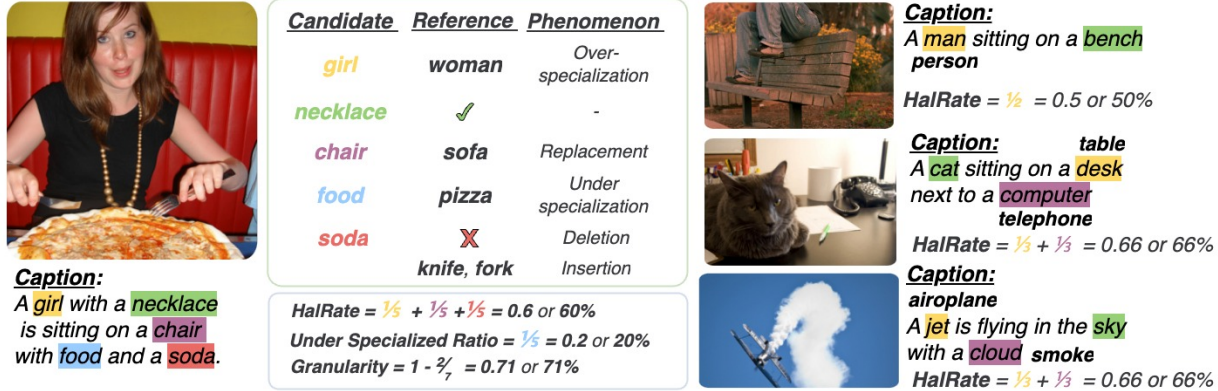 Candidate Reference Phenomenon
girl woman Over-
specialization
necklace ✓ -
chair sofa Replacement
food pizza Under
specialization
soda X Deletion
knife, fork Insertion
Caption:
A girl with a necklace
is sitting on a chair
with food and a soda.
HalRate = ⅕ + ⅕ +⅕ = 0.6 or 60%
Under Specialized Ratio = ⅕ = 0.2 or 20%
Granularity = 1 - 2/7 = 0.71 or 71%
Caption:
A man sitting on a bench
person
HalRate = ½ = 0.5 or 50%
Caption:
table
A cat sitting on a desk
next to a computer
telephone
HalRate = ⅓ + ⅓ = 0.66 or 66%
Caption:
airoplane
A jet is flying in the sky
with a cloud smoke
HalRate = ⅓ + ⅓ = 0.66 or 66%